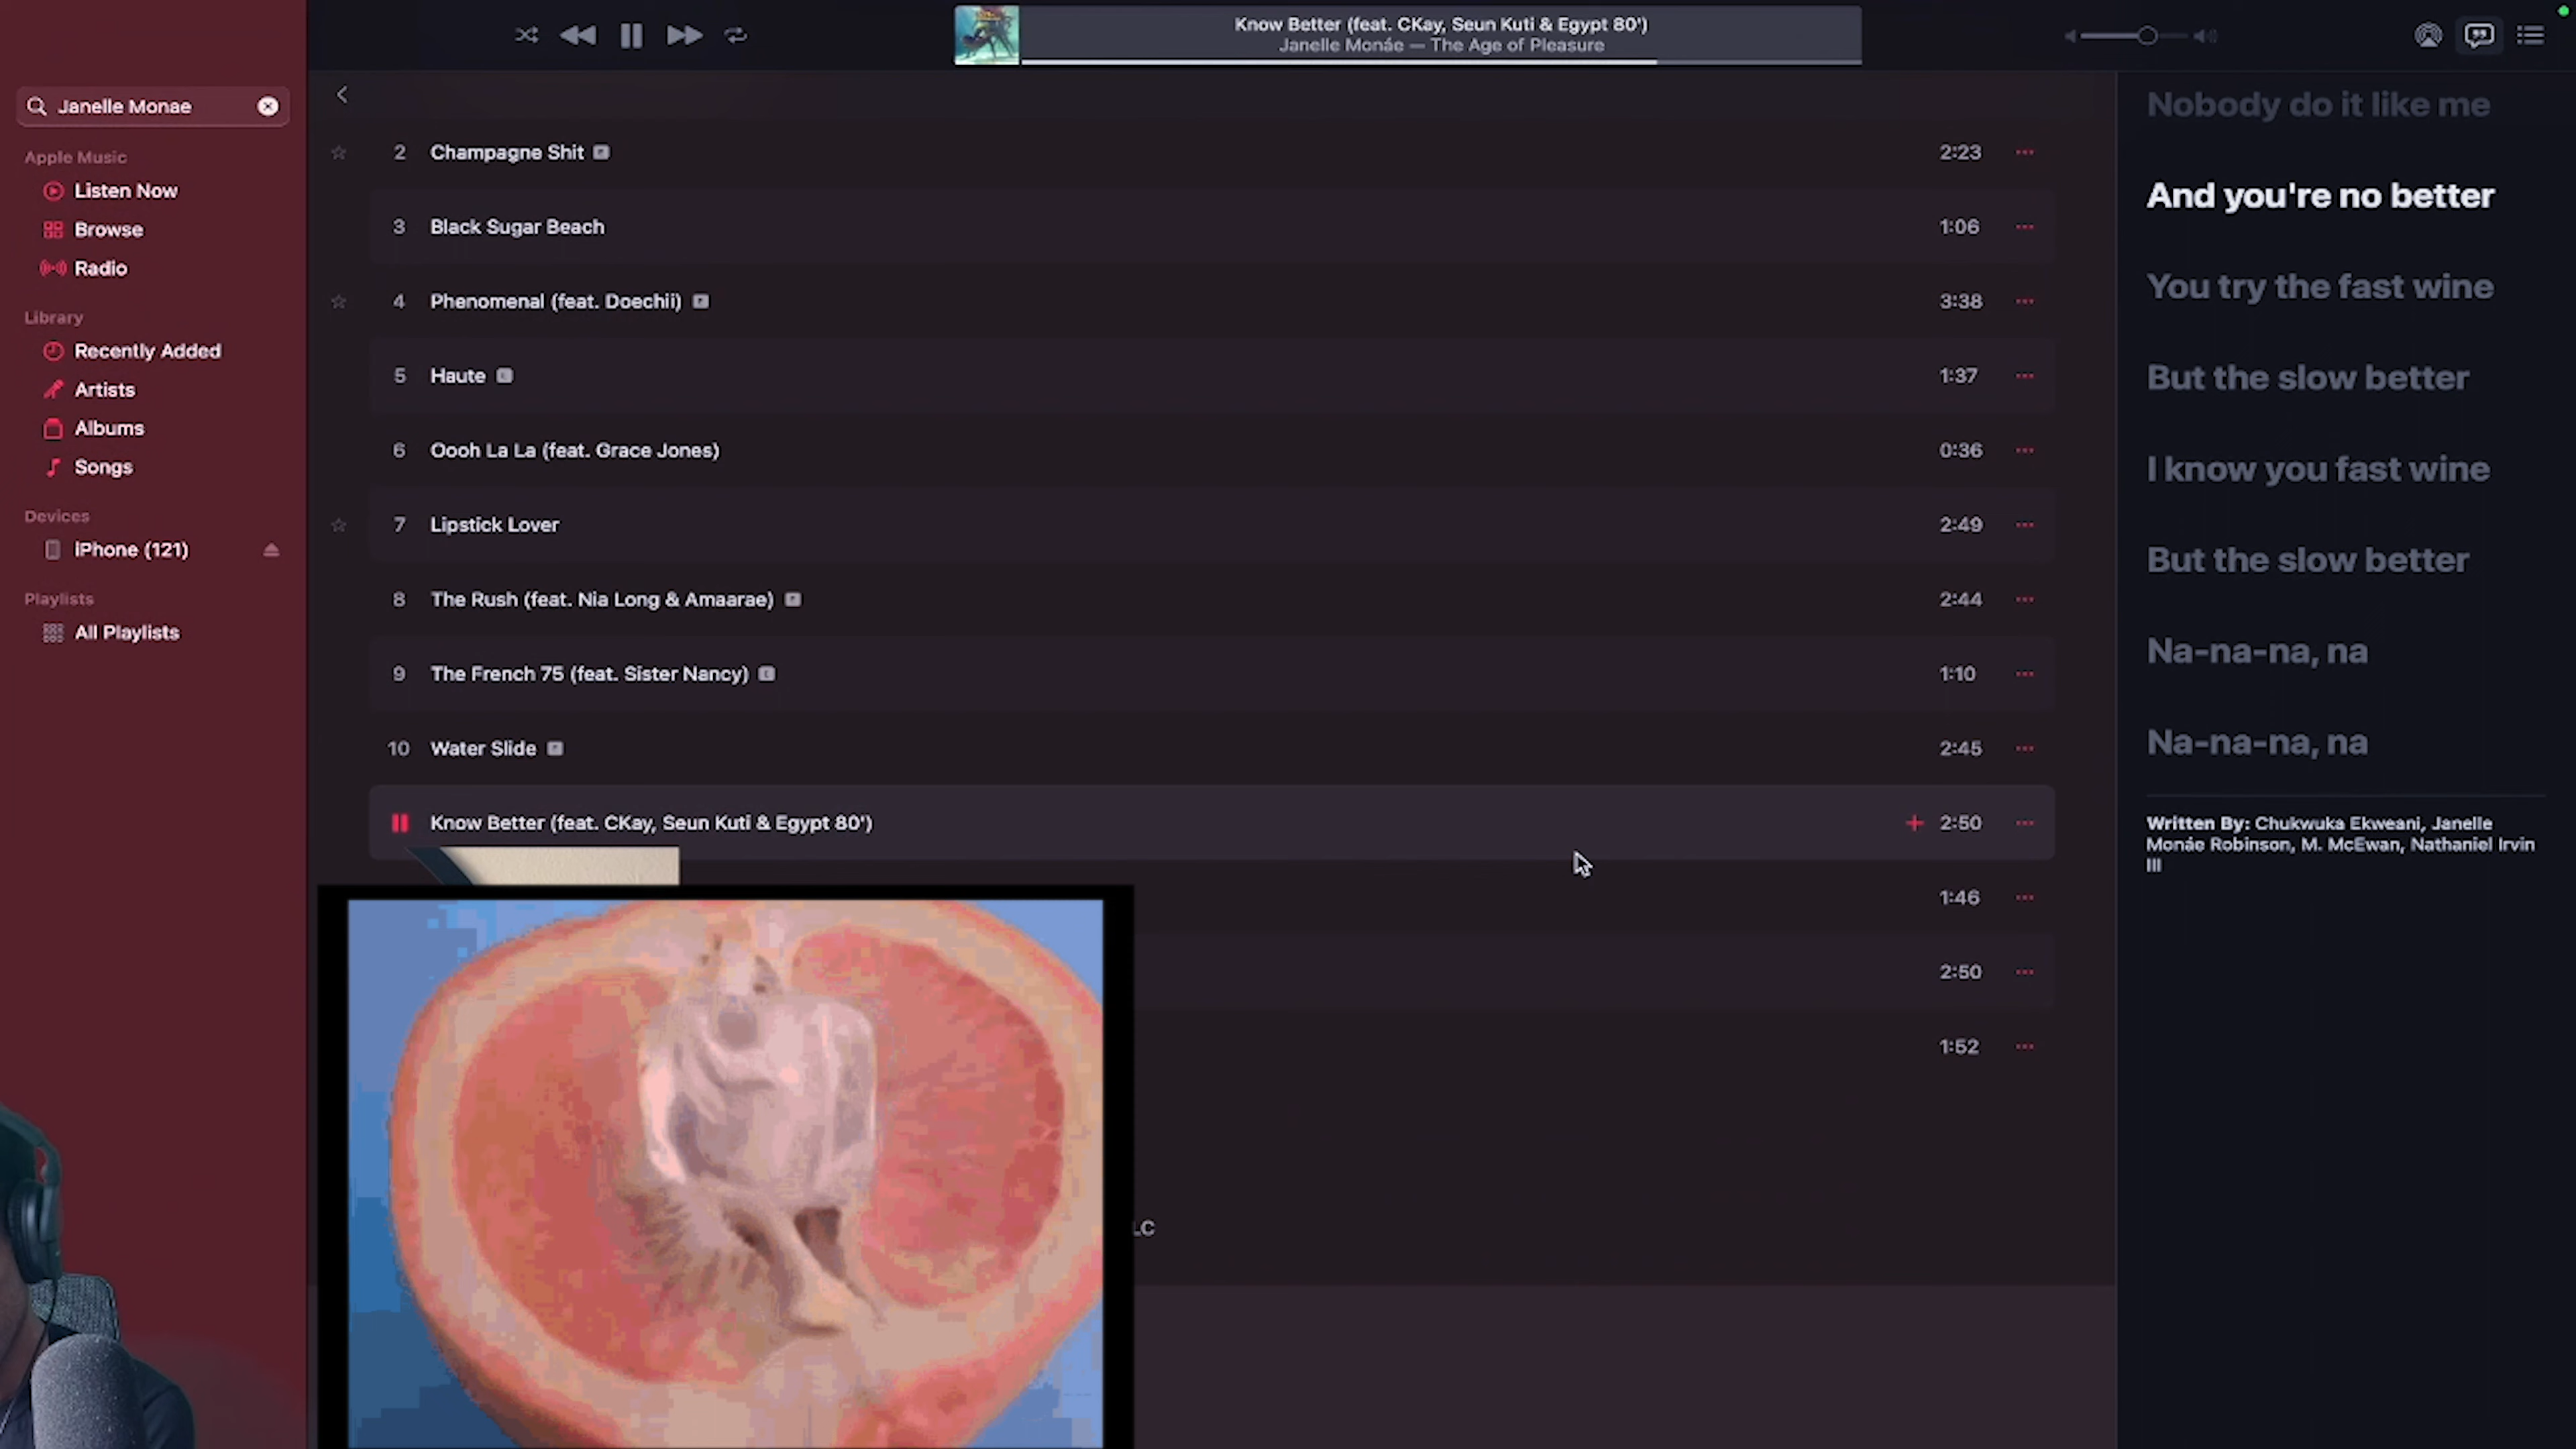 Know Better (feat. CKay, Seun Kuti & Egypt 80')
Janelle Monáe — The Age of Pleasure
Janelle Monae
Apple Music
Listen Now
Browse
Radio
Library
Recently Added
Artists
Albums
Songs
Devices
iPhone (121)
Playlists
All Playlists
2 Champagne Shit 2:23
3 Black Sugar Beach 1:06
4 Phenomenal (feat. Doechii) 3:38
5 Haute 1:37
6 Oooh La La (feat. Grace Jones) 0:36
7 Lipstick Lover 2:49
8 The Rush (feat. Nia Long & Amaarae) 2:44
9 The French 75 (feat. Sister Nancy) 1:10
10 Water Slide 2:45
Know Better (feat. CKay, Seun Kuti & Egypt 80') 2:50
1:46
2:50
1:52
LC
Nobody do it like me
And you're no better
You try the fast wine
But the slow better
I know you fast wine
But the slow better
Na-na-na, na
Na-na-na, na
Written By: Chukwuka Ekweani, Janelle
Monáe Robinson, M. McEwan, Nathaniel Irvin
III